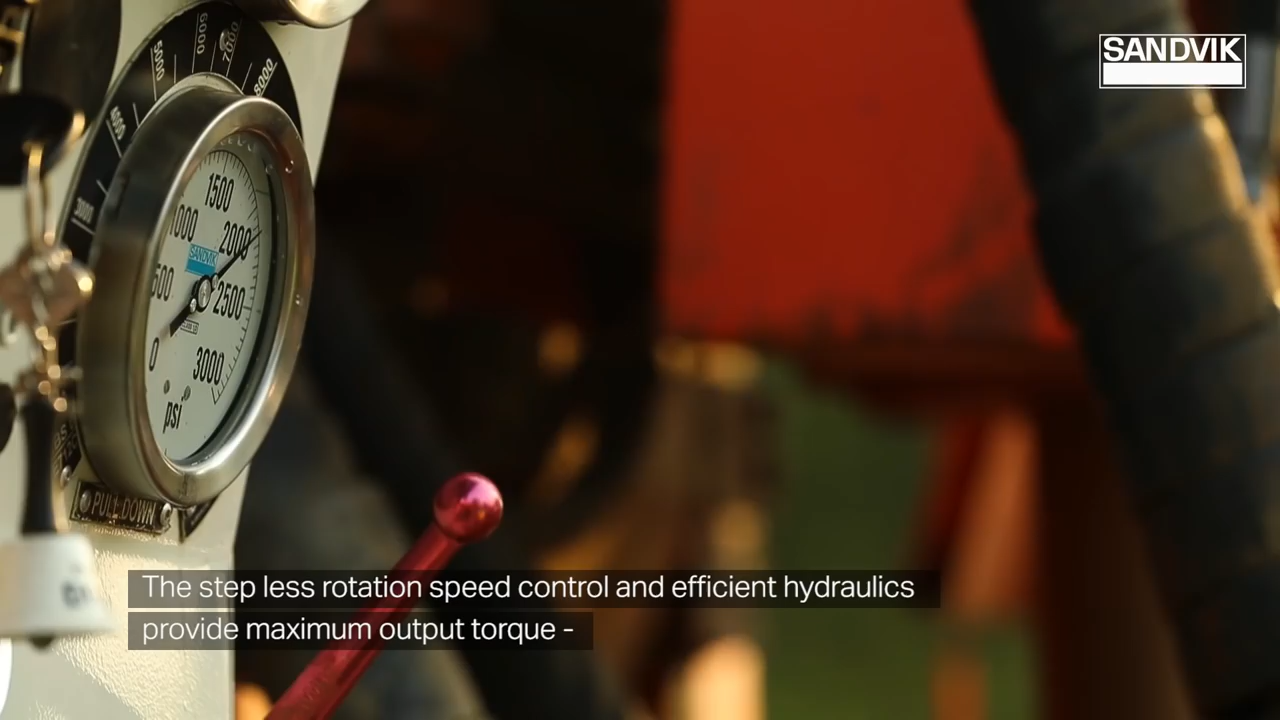 SANDVIK
5000
6000
7000
8000
4000
3000
1500
1000
2000
SANDVIK
500
2500
0
3000
psi
PULL DOWN
The step less rotation speed control and efficient hydraulics
provide maximum output torque -